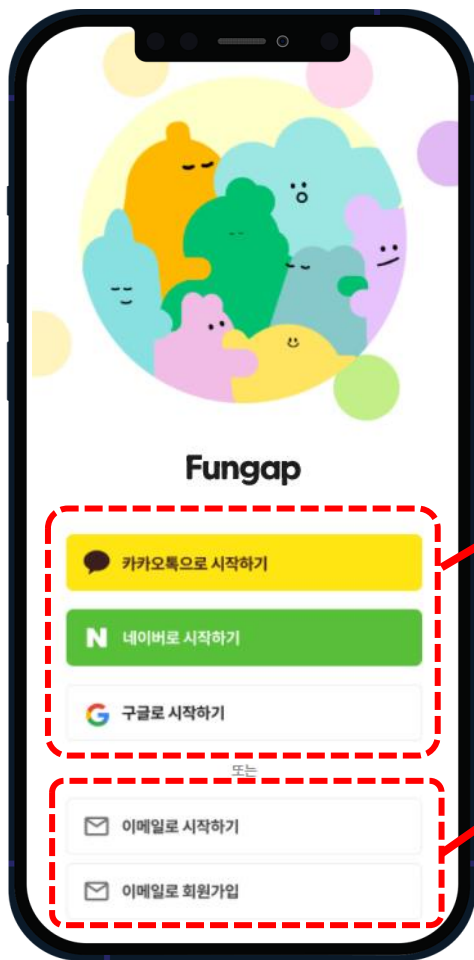 Fungap
카카오톡으로 시작하기
N 네이버로 시작하기
G 구글로 시작하기
또는
이메일로 시작하기
이메일로 회원가입